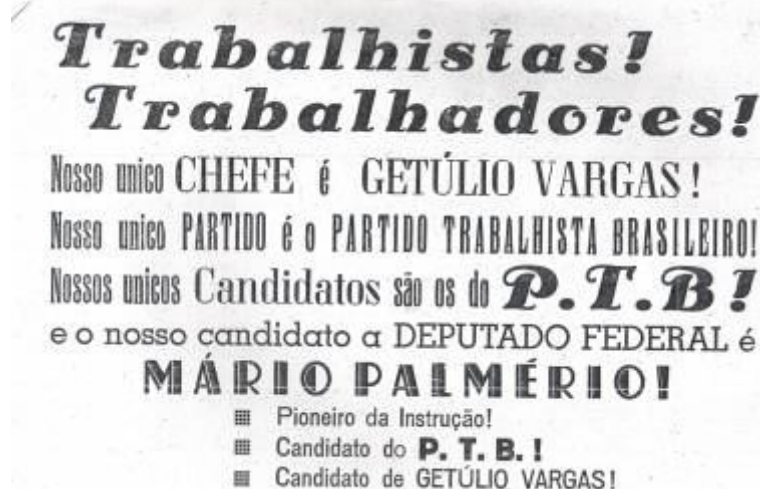 Trabalhistas!
Trabalhadores!
Nosso unico CHEFE é GETÚLIO VARGAS!
Nosso unico PARTIDO é o PARTIDO TRABALHISTA BRASILEIRO!
Nossos unicos Candidatos são os do P.T.B!
e o nosso candidato a DEPUTADO FEDERAL é
MÁRIO PALMÉRIO!
Pioneiro da Instrução!
Candidato do P. T. B. !
Candidato de GETÚLIO VARGAS!